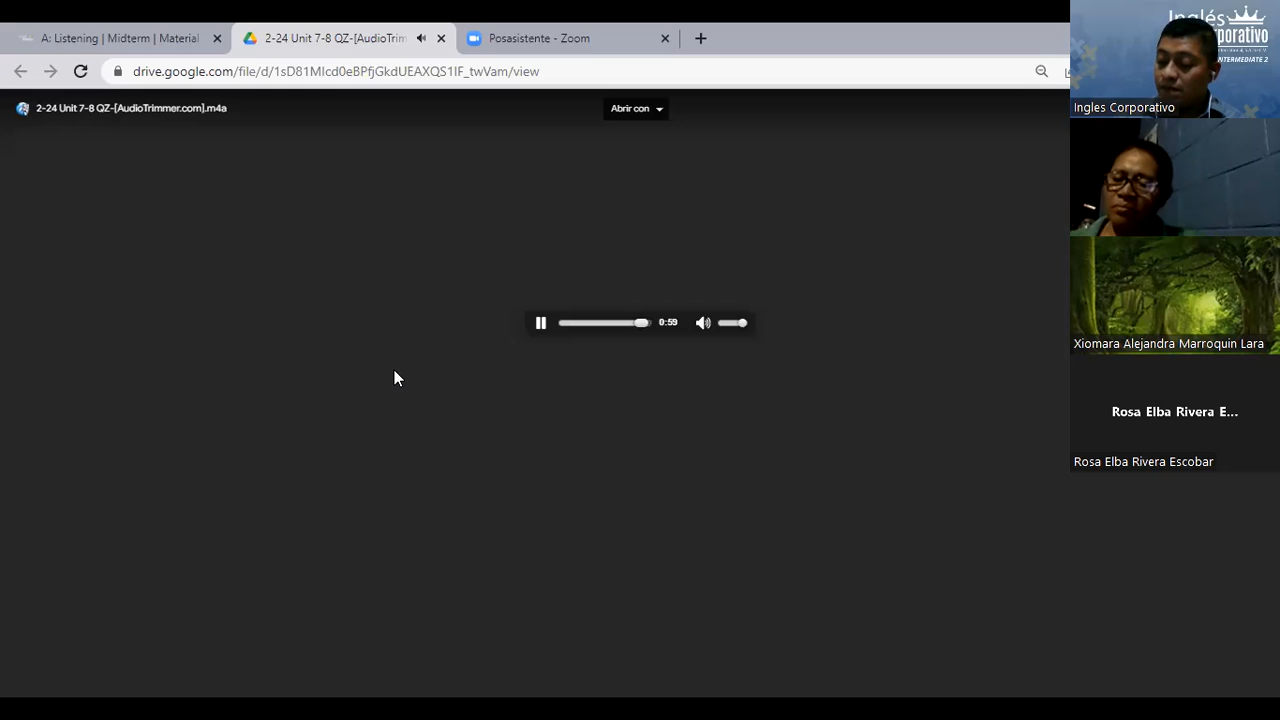 A: Listening | Midterm | Material
2-24 Unit 7-8 QZ-[AudioTrim
Posasistente - Zoom
drive.google.com/file/d/1sD81MIcd0eBPfjGkdUEAXQS1IF_twVam/view
2-24 Unit 7-8 QZ-[AudioTrimmer.com].m4a
Abrir con
0:59
Inglés
INTERMEDIATE 2
Ingles Corporativo
Xiomara Alejandra Marroquin Lara
Rosa Elba Rivera E...
Rosa Elba Rivera Escobar